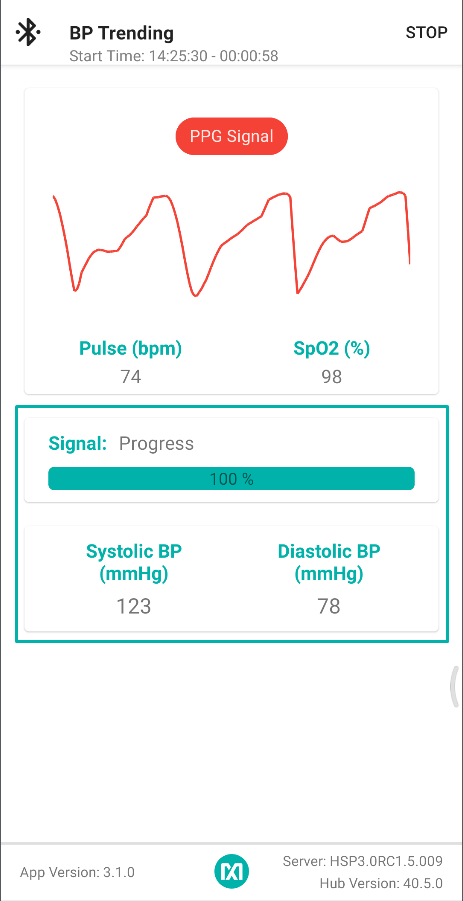 BP Trending
STOP
Start Time: 14:25:30 - 00:00:58
PPG Signal
Pulse (bpm)
SpO2 (%)
74
98
Signal: Progress
100 %
Systolic BP
(mmHg)
Diastolic BP
(mmHg)
123
78
App Version: 3.1.0
Server: HSP3.0RC1.5.009
Hub Version: 40.5.0